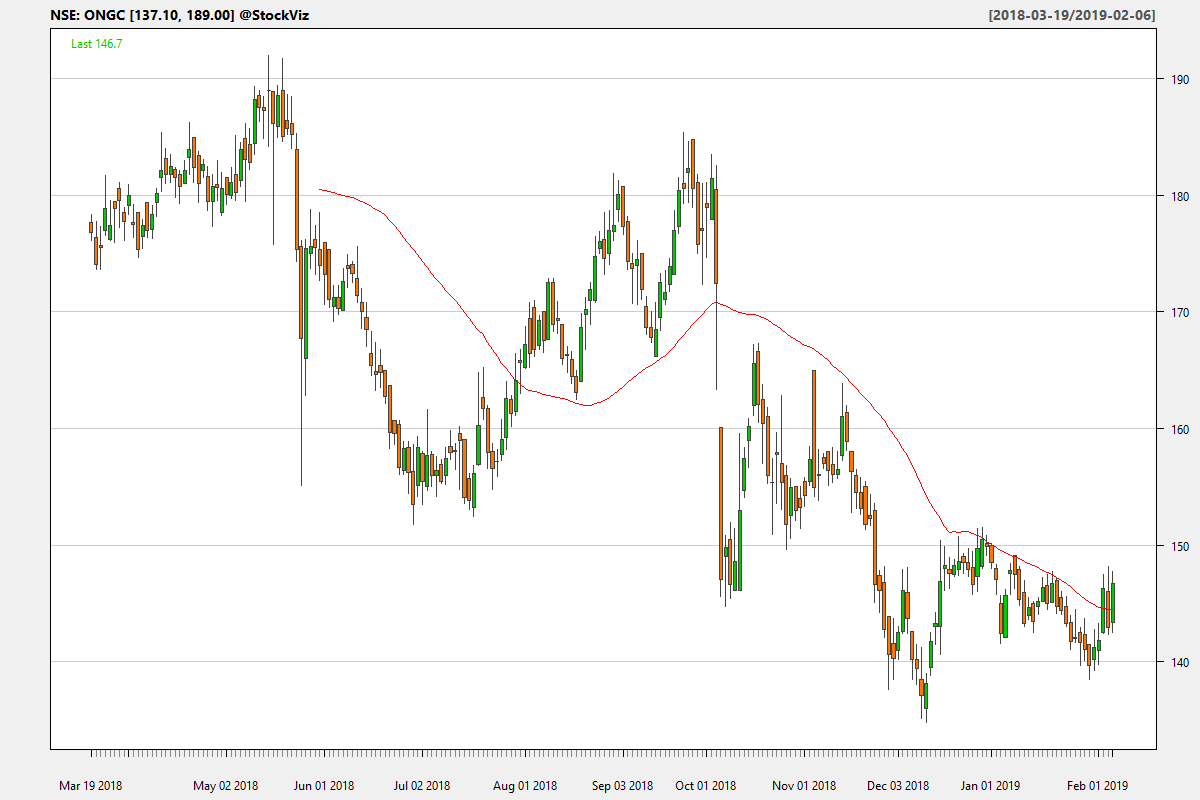 NSE: ONGC [137.10, 189.00] @StockViz
[2018-03-19/2019-02-06]
Last 146.7
190
180
170
160
150
140
Mar 19 2018
May 02 2018
Jun 01 2018
Jul 02 2018
Aug 01 2018
Sep 03 2018
Oct 01 2018
Nov 01 2018
Dec 03 2018
Jan 01 2019
Feb 01 2019